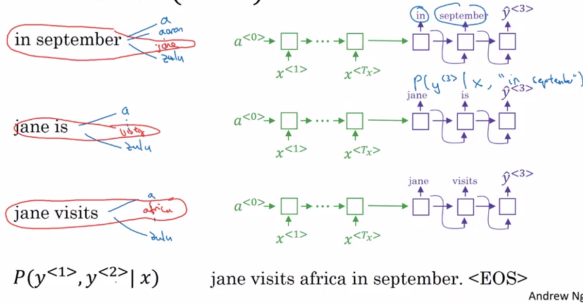 a
aaron
in september
jane
zulu
in september ŷ<3>
a<0> ... 
x<1> x<Tx>
P(y<3> | x, "in september")
a
jane is
zulu
jane is ŷ<3>
a<0> ...
x<1> x<Tx>
a
jane visits
africa
zulu
jane visits ŷ<3>
a<0> ...
x<1> x<Tx>
P(y<1>, y<2>| x)
jane visits africa in september. <EOS>
Andrew Ng